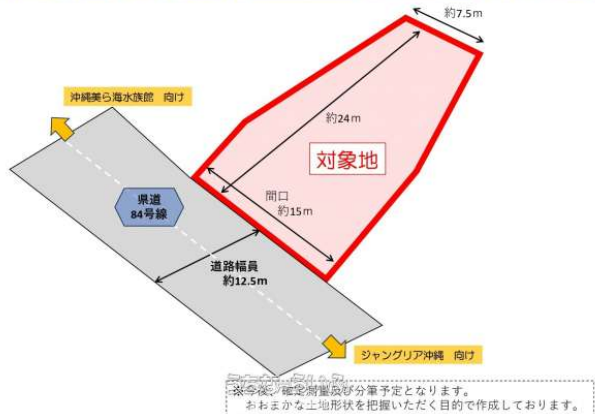 約7.5m
沖縄美ら海水族館 向け
約24m
対象地
県道
84号線
間口
約15m
道路幅員
約12.5m
ジャングリア沖縄 向け
※今後、確定測量及び分筆予定となります。
おおまかな土地形状を把握いただく目的で作成しております。